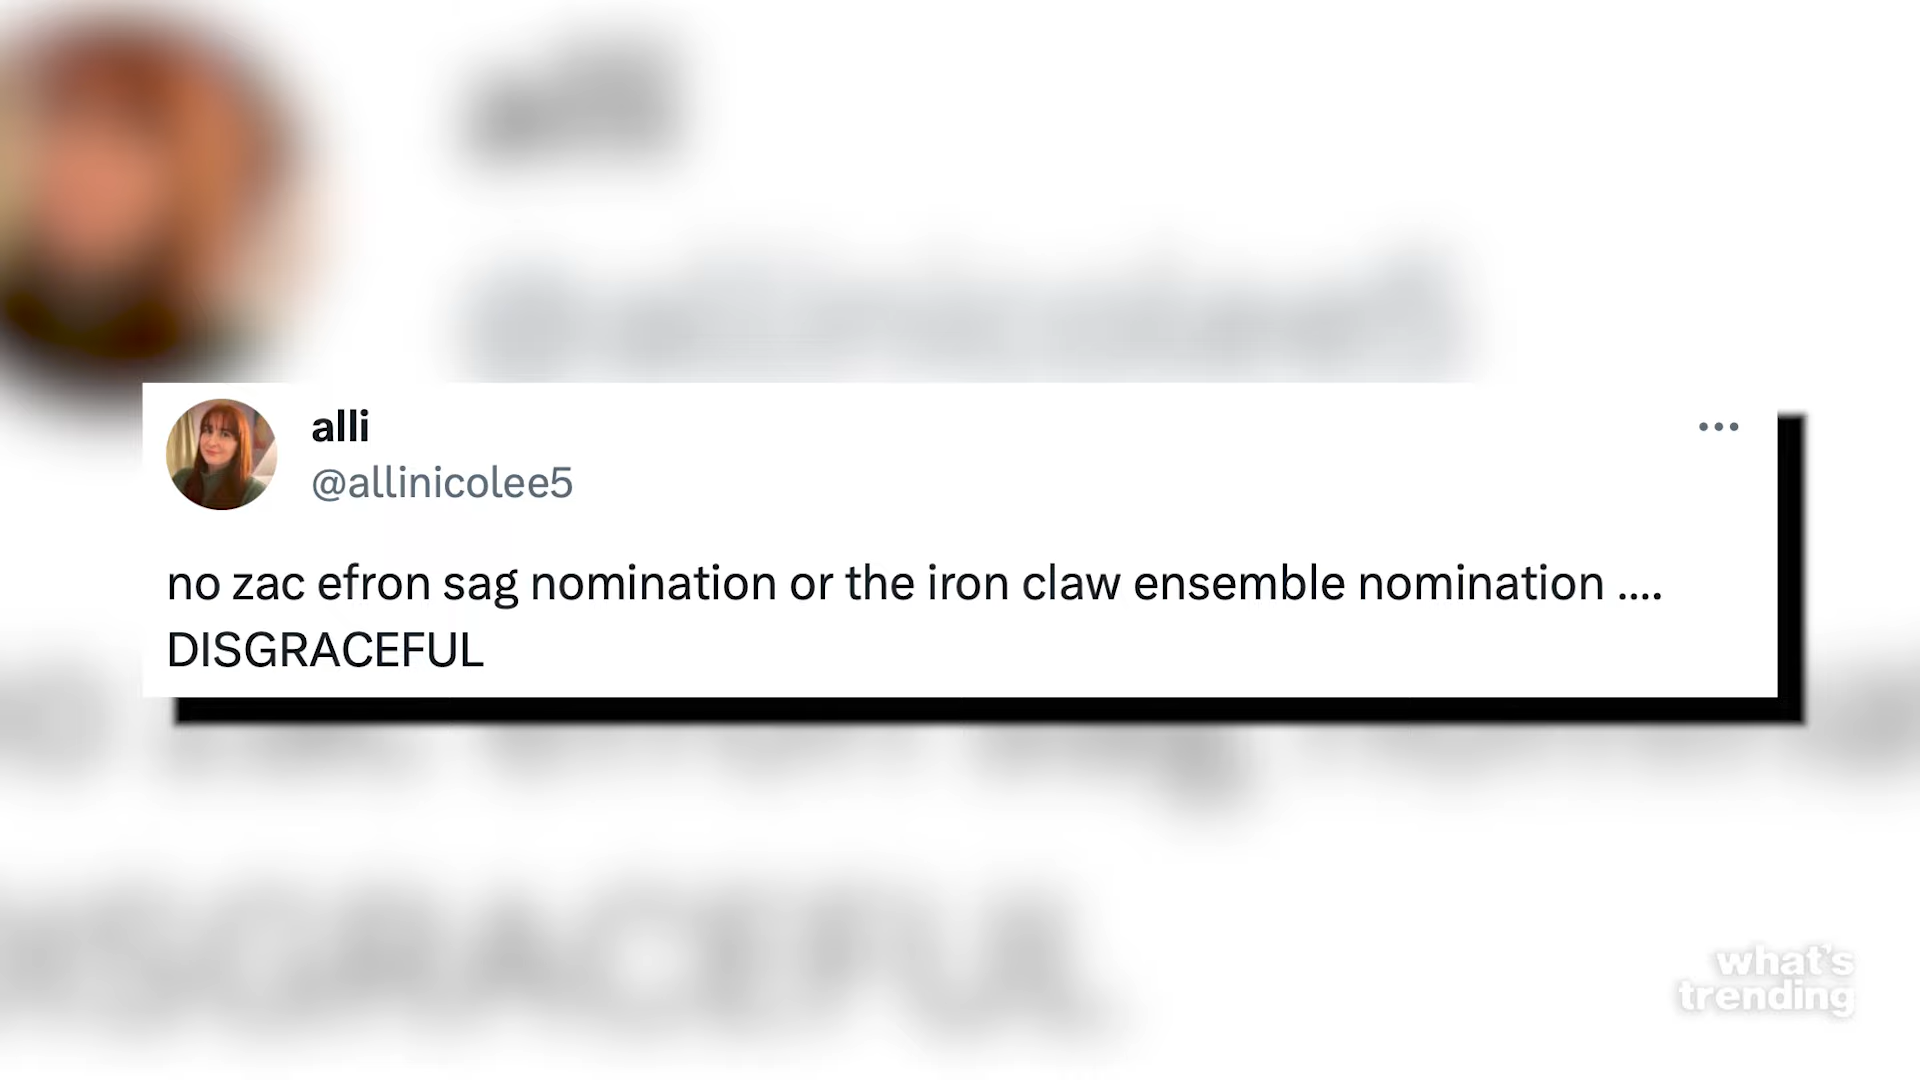 alli
@allinicolee5
no zac efron sag nomination or the iron claw ensemble nomination ....
DISGRACEFUL
what's
trending